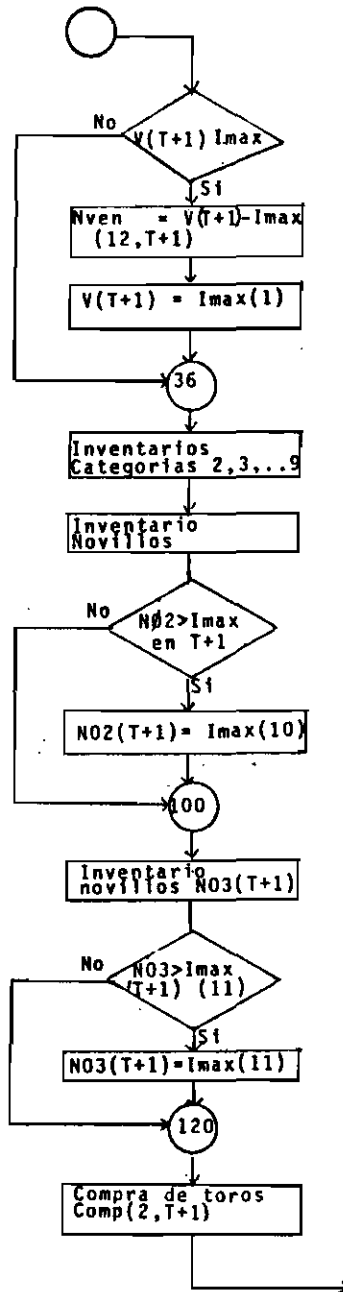 No
V(T+1) Imax
Si
Nven = V(T+1)-Imax
(12,T+1)
V(T+1) = Imax(1)
36
Inventarios
Categorias 2,3,..9
Inventario
Novillos
No
NØ2>Imax
en T+1
Si
NO2(T+1)= Imax(10)
100
Inventario
novillos NO3(T+1)
No
NO3>Imax
(T+1) (11)
Si
NO3(T+1)=Imax(11)
120
Compra de toros
Comp(2,T+1)